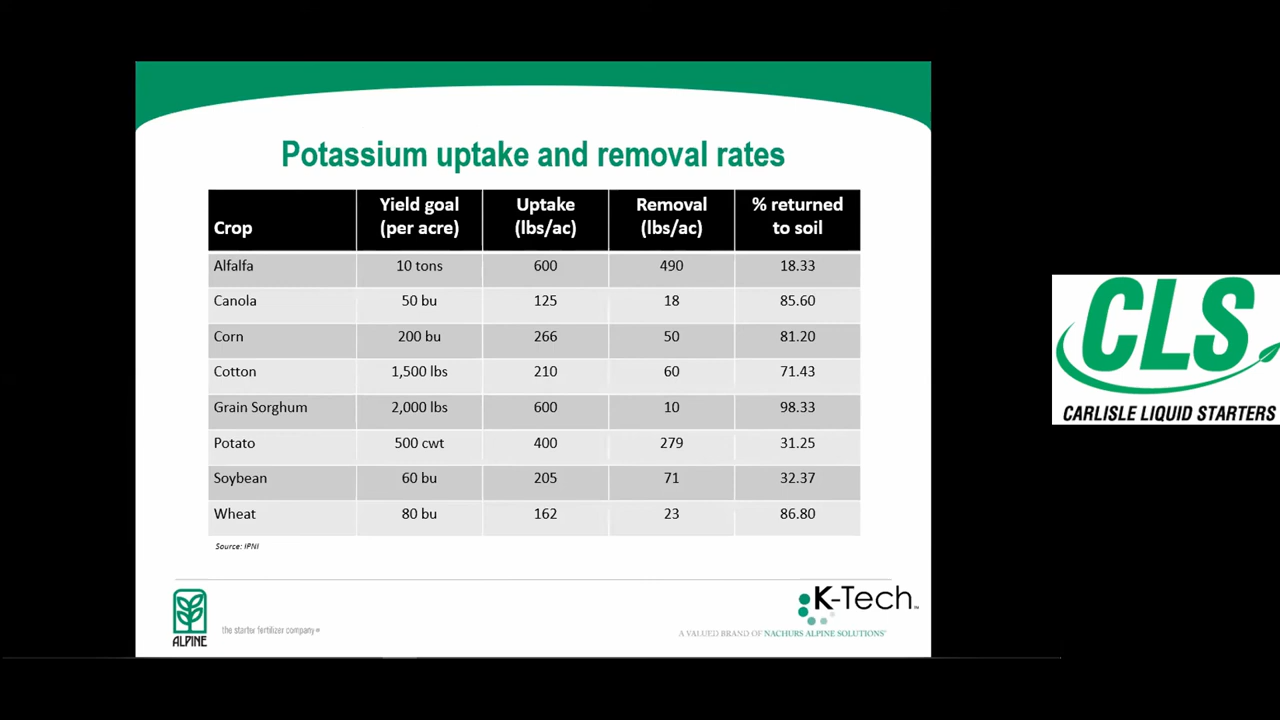 Potassium uptake and removal rates
Crop Yield goal (per acre) Uptake (lbs/ac) Removal (lbs/ac) % returned to soil
Alfalfa 10 tons 600 490 18.33
Canola 50 bu 125 18 85.60
Corn 200 bu 266 50 81.20
Cotton 1,500 lbs 210 60 71.43
Grain Sorghum 2,000 lbs 600 10 98.33
Potato 500 cwt 400 279 31.25
Soybean 60 bu 205 71 32.37
Wheat 80 bu 162 23 86.80
Source: IPNI
ALPINE
the starter fertilizer company®
K-Tech™
A VALUED BRAND OF NACHURS ALPINE SOLUTIONS®
CLS
CARLISLE LIQUID STARTERS